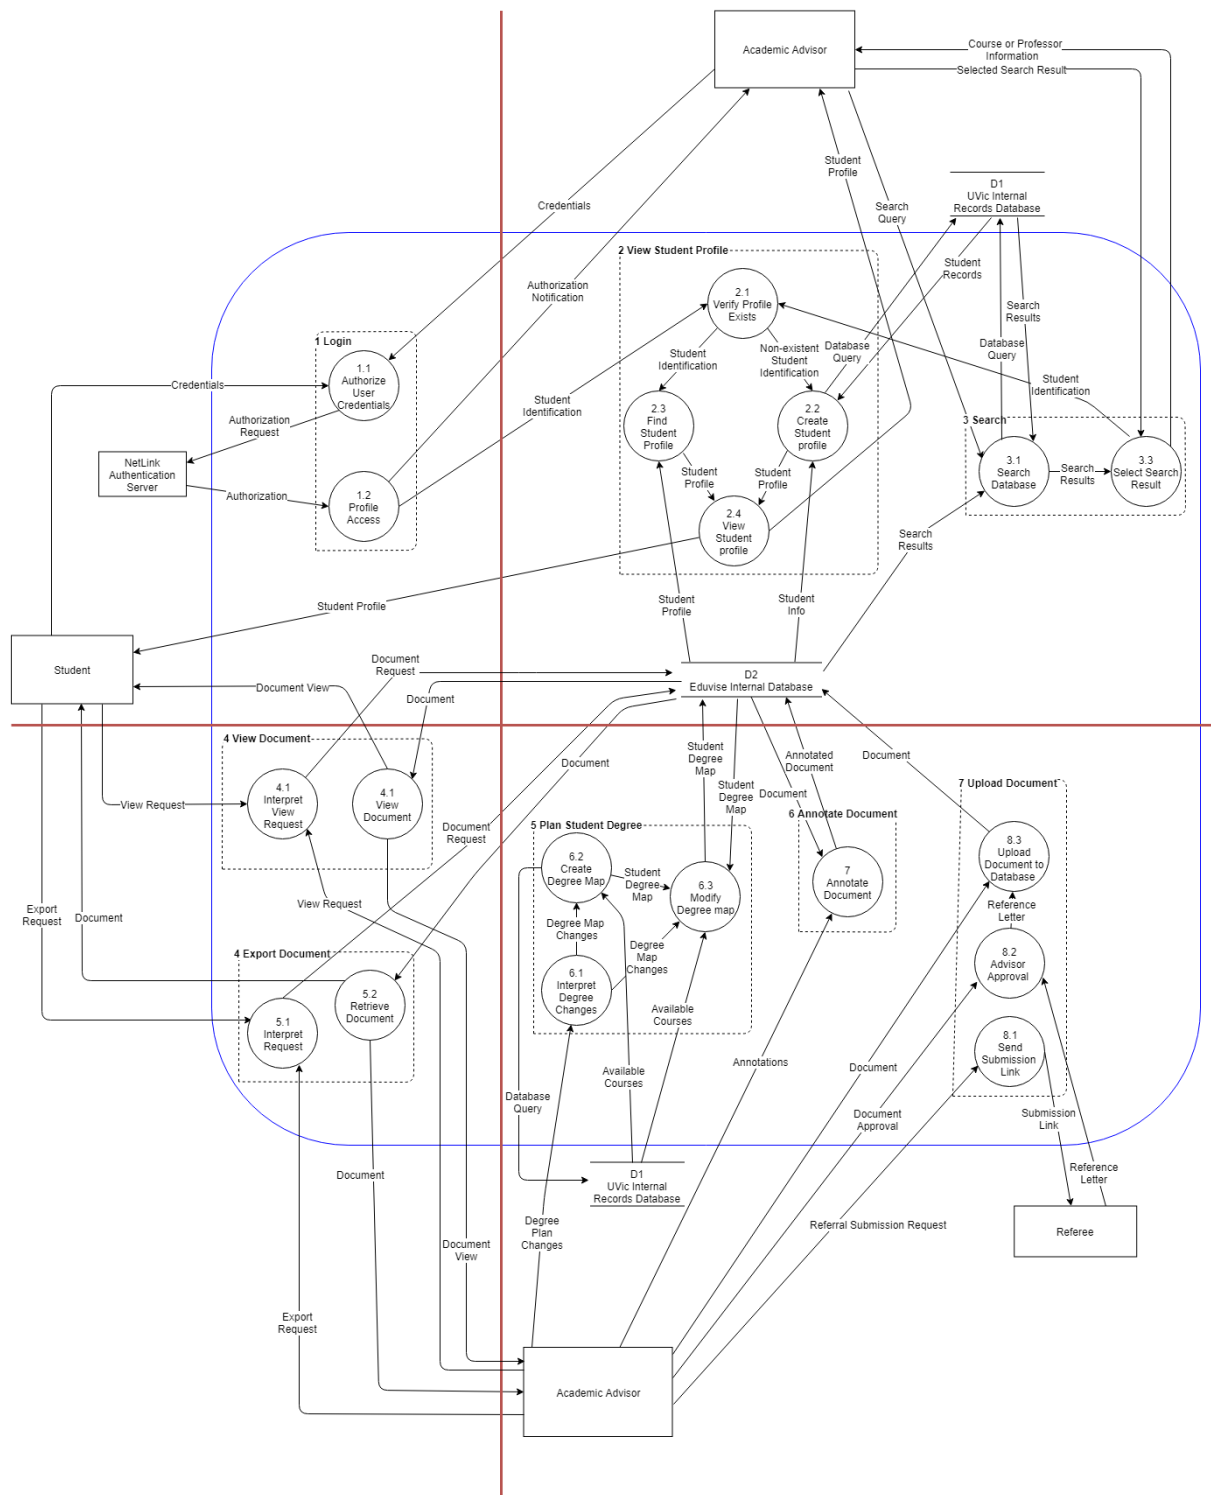 Academic Advisor
Course or Professor
Information
Selected Search Result
Student
Profile
D1
UVic Internal
Records Database
Credentials
Search
Query
2 View Student Profile
Student
Records
Authorization
Notification
2.1
Verify Profile
Exists
Search
Results
1 Login
Database
Query
Database
Query
Non-existent
Student
Identification
Student
Identification
1.1
Authorize
User
Credentials
Credentials
Student
Identification
Student
Identification
2.3
Find
Student
Profile
2.2
Create
Student
profile
3 Search
Authorization
Request
NetLink
Authentication
Server
3.1
Search
Database
Search
Results
3.3
Select Search
Result
Student
Profile
Student
Profile
Authorization
1.2
Profile
Access
2.4
View
Student
profile
Search
Results
Student Profile
Student
Profile
Student
Info
Student
Document
Request
D2
Eduvise Internal Database
Document View
Document
4 View Document
Student
Degree
Map
Annotated
Document
Document
Document
Student
Degree
Map
Document
7 Upload Document
4.1
Interpret
View
Request
4.1
View
Document
View Request
6 Annotate Document
5 Plan Student Degree
Document
Request
8.3
Upload
Document to
Database
6.2
Create
Degree Map
Student
Degree
Map
6.3
Modify
Degree map
7
Annotate
Document
View Request
Reference
Letter
Export
Request
Document
Degree Map
Changes
Degree
Map
Changes
4 Export Document
8.2
Advisor
Approval
6.1
Interpret
Degree
Changes
5.2
Retrieve
Document
5.1
Interpret
Request
Available
Courses
8.1
Send
Submission
Link
Annotations
Document
Available
Courses
Database
Query
Document
Approval
Submission
Link
Document
D1
UVic Internal
Records Database
Reference
Letter
Degree
Plan
Changes
Referral Submission Request
Referee
Document
View
Export
Request
Academic Advisor